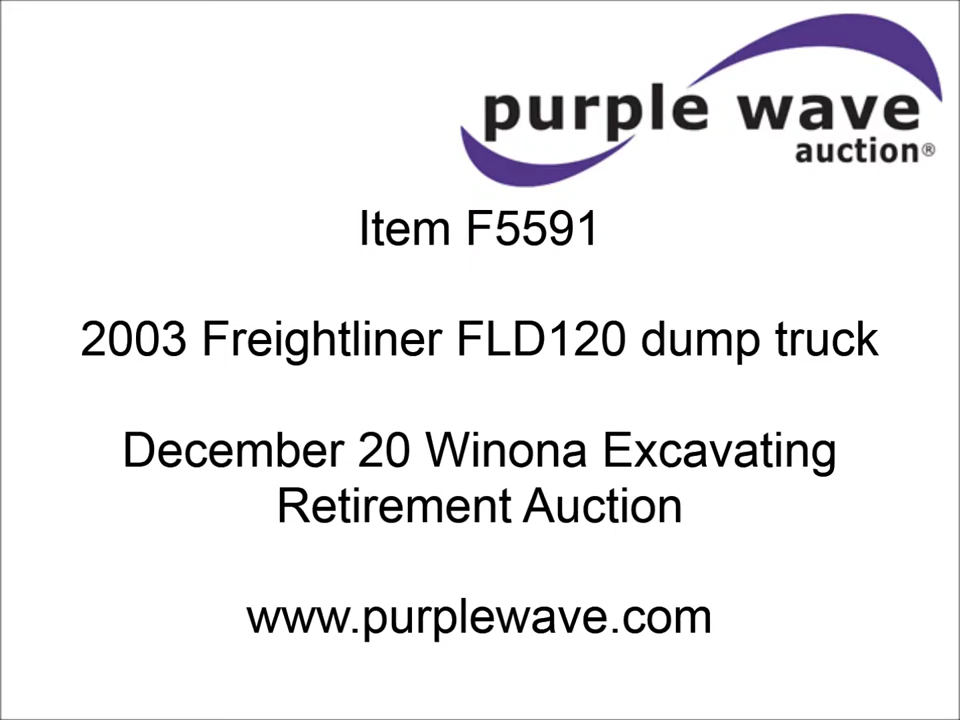 purple wave
auction®
Item F5591
2003 Freightliner FLD120 dump truck
December 20 Winona Excavating
Retirement Auction
www.purplewave.com